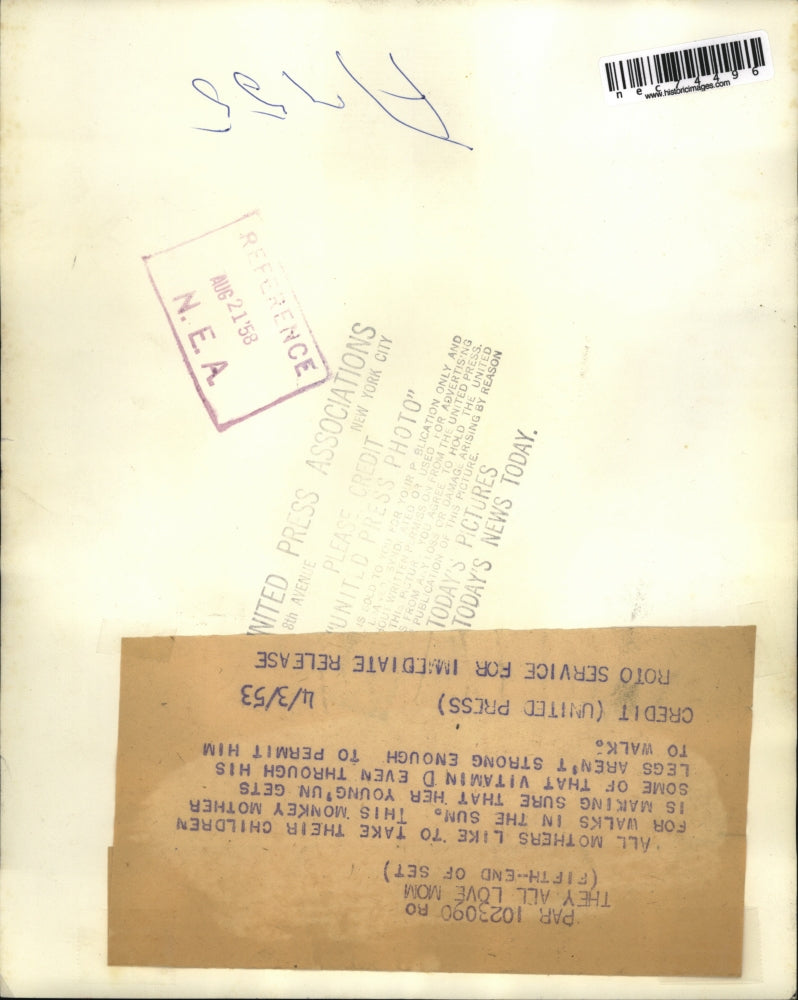 nec74496
www.historicimages.com
REFERENCE
AUG 21 '58
N. E. A.
UNITED PRESS ASSOCIATIONS
8th AVENUE NEW YORK CITY
PLEASE CREDIT
"UNITED PRESS PHOTO"
TODAY'S PICTURES
TODAY'S NEWS TODAY.
PAR 1023090 RO
THEY ALL LOVE MOM
(FIFTH--END OF SET)
ALL MOTHERS LIKE TO TAKE THEIR CHILDREN
FOR WALKS IN THE SUN. THIS MONKEY MOTHER
IS MAKING SURE THAT HER YOUNG'UN GETS
SOME OF THAT VITAMIN D EVEN THROUGH HIS
LEGS AREN'T STRONG ENOUGH TO PERMIT HIM
TO WALK.
CREDIT (UNITED PRESS) 4/3/53
ROTO SERVICE FOR IMMEDIATE RELEASE